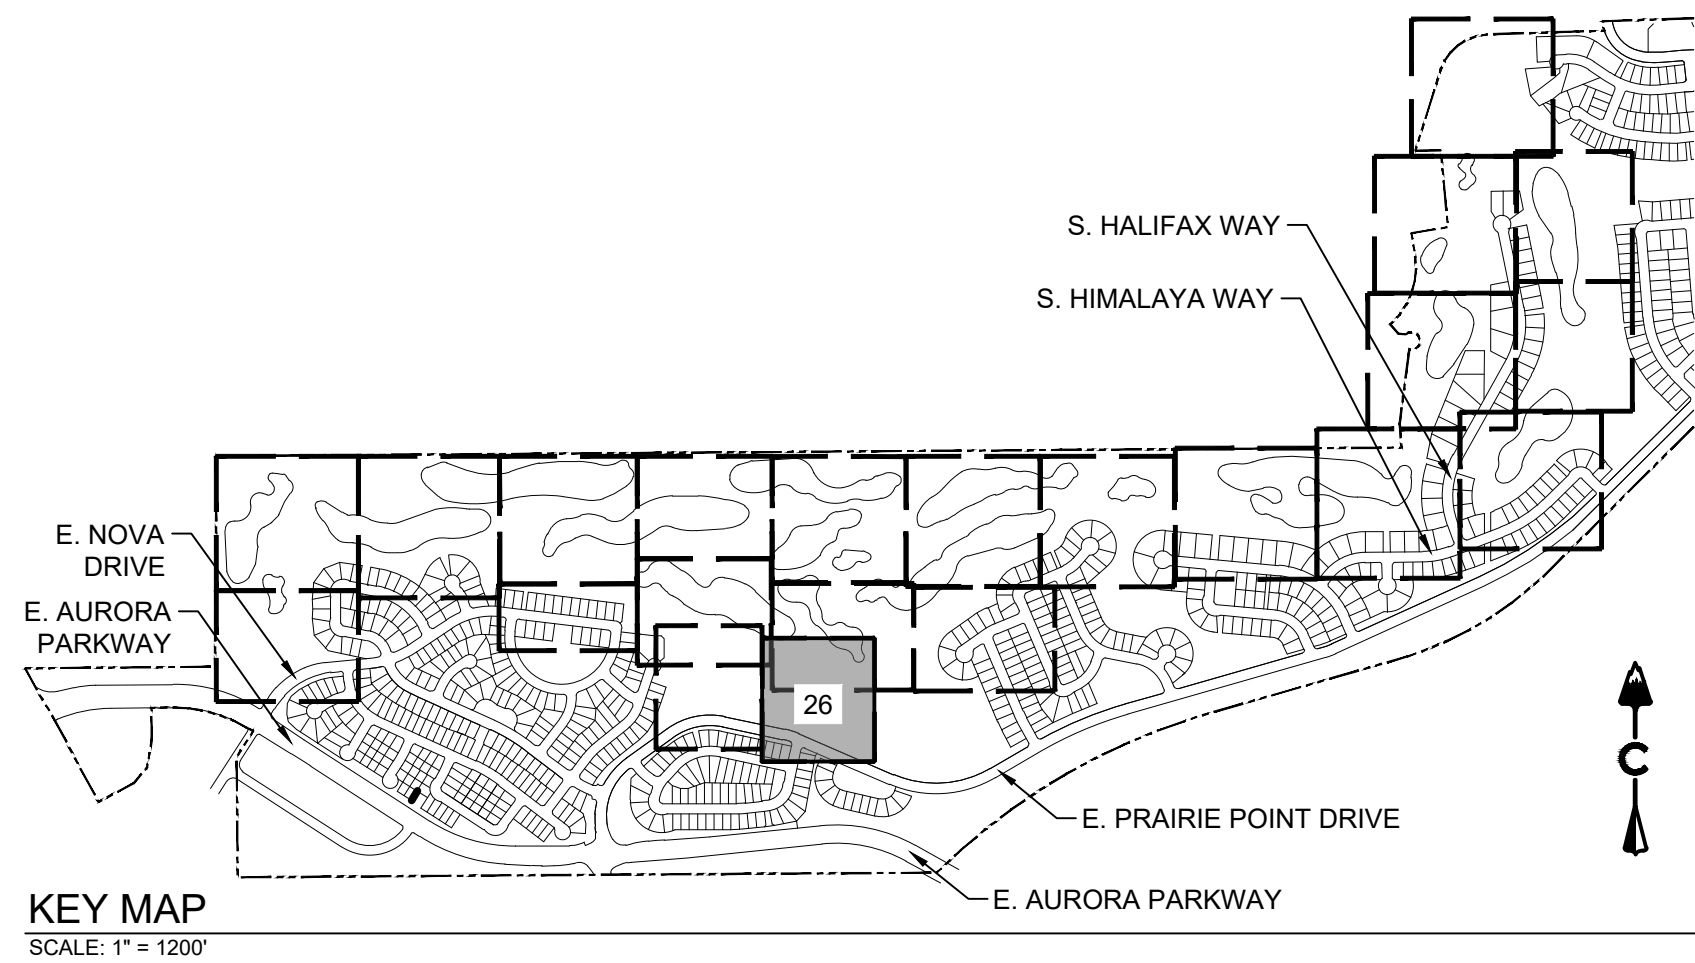 S. HALIFAX WAY
S. HIMALAYA WAY
E. NOVA
DRIVE
E. AURORA
PARKWAY
26
C
E. PRAIRIE POINT DRIVE
E. AURORA PARKWAY
KEY MAP
SCALE: 1" = 1200'